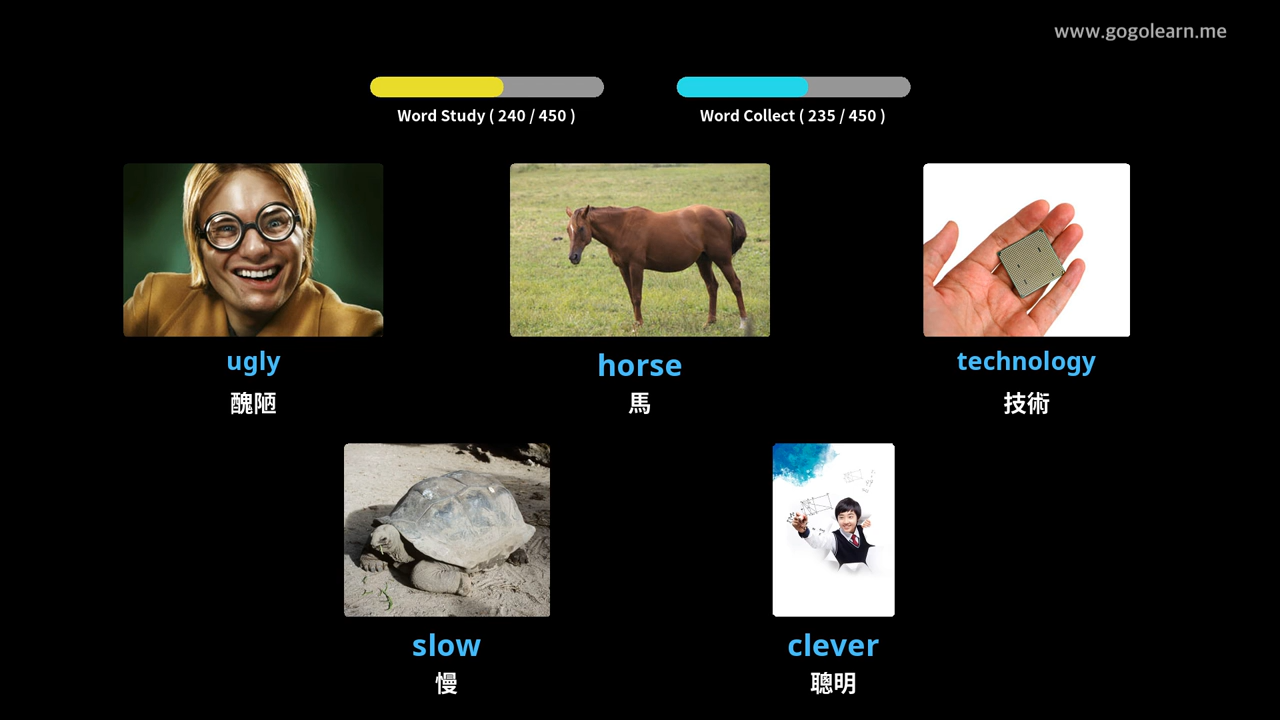 www.gogolearn.me
Word Study ( 240 / 450 )
Word Collect ( 235 / 450 )
ugly
醜陋
horse
馬
technology
技術
slow
慢
clever
聰明